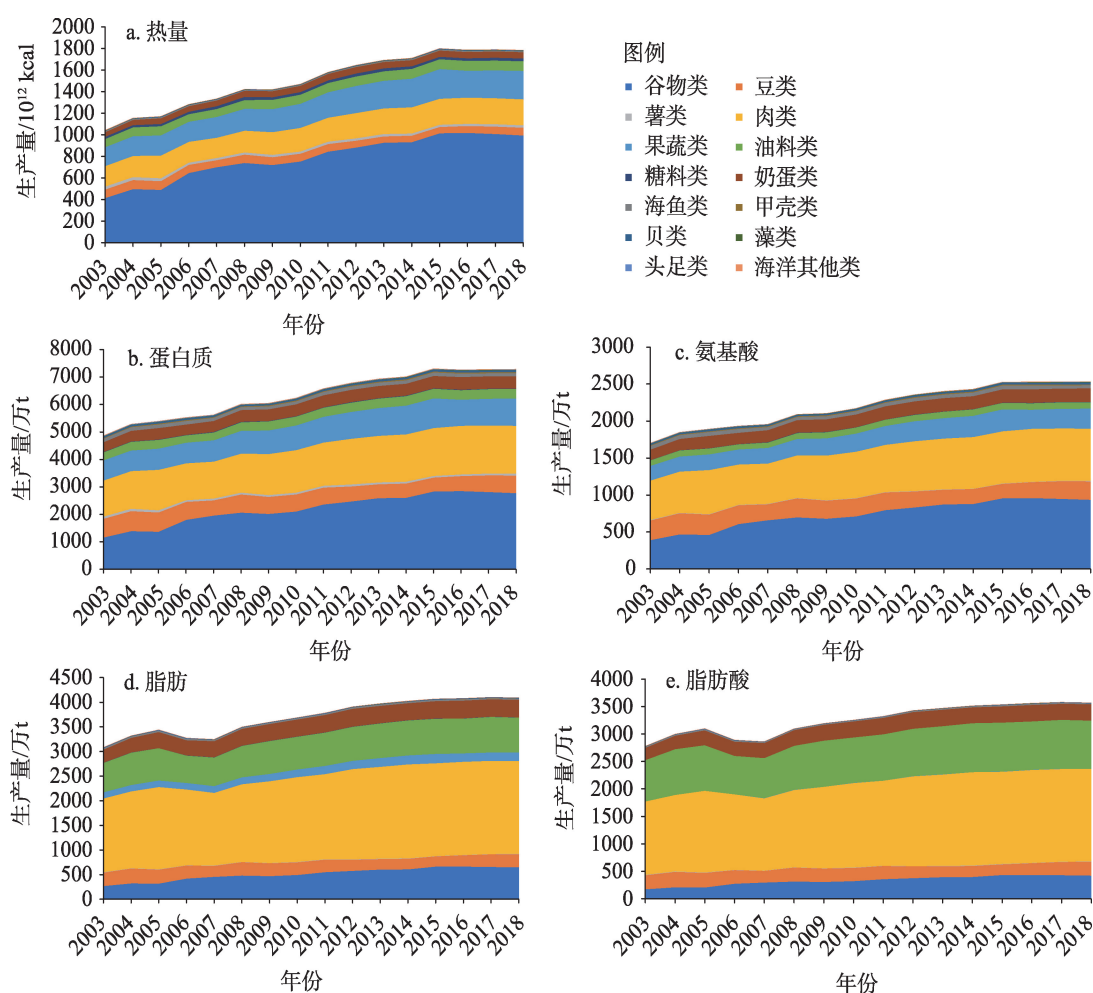 a. 热量
生产量/10¹² kcal
2000
1800
1600
1400
1200
1000
800
600
400
200
0
2003 2004 2005 2006 2007 2008 2009 2010 2011 2012 2013 2014 2015 2016 2017 2018
年份
图例
谷物类 豆类
薯类 肉类
果蔬类 油料类
糖料类 奶蛋类
海鱼类 甲壳类
贝类 藻类
头足类 海洋其他类
b. 蛋白质
生产量/万t
8000
7000
6000
5000
4000
3000
2000
1000
0
2003 2004 2005 2006 2007 2008 2009 2010 2011 2012 2013 2014 2015 2016 2017 2018
年份
c. 氨基酸
生产量/万t
3000
2500
2000
1500
1000
500
0
2003 2004 2005 2006 2007 2008 2009 2010 2011 2012 2013 2014 2015 2016 2017 2018
年份
d. 脂肪
生产量/万t
4500
4000
3500
3000
2500
2000
1500
1000
500
0
2003 2004 2005 2006 2007 2008 2009 2010 2011 2012 2013 2014 2015 2016 2017 2018
年份
e. 脂肪酸
生产量/万t
4000
3500
3000
2500
2000
1500
1000
500
0
2003 2004 2005 2006 2007 2008 2009 2010 2011 2012 2013 2014 2015 2016 2017 2018
年份